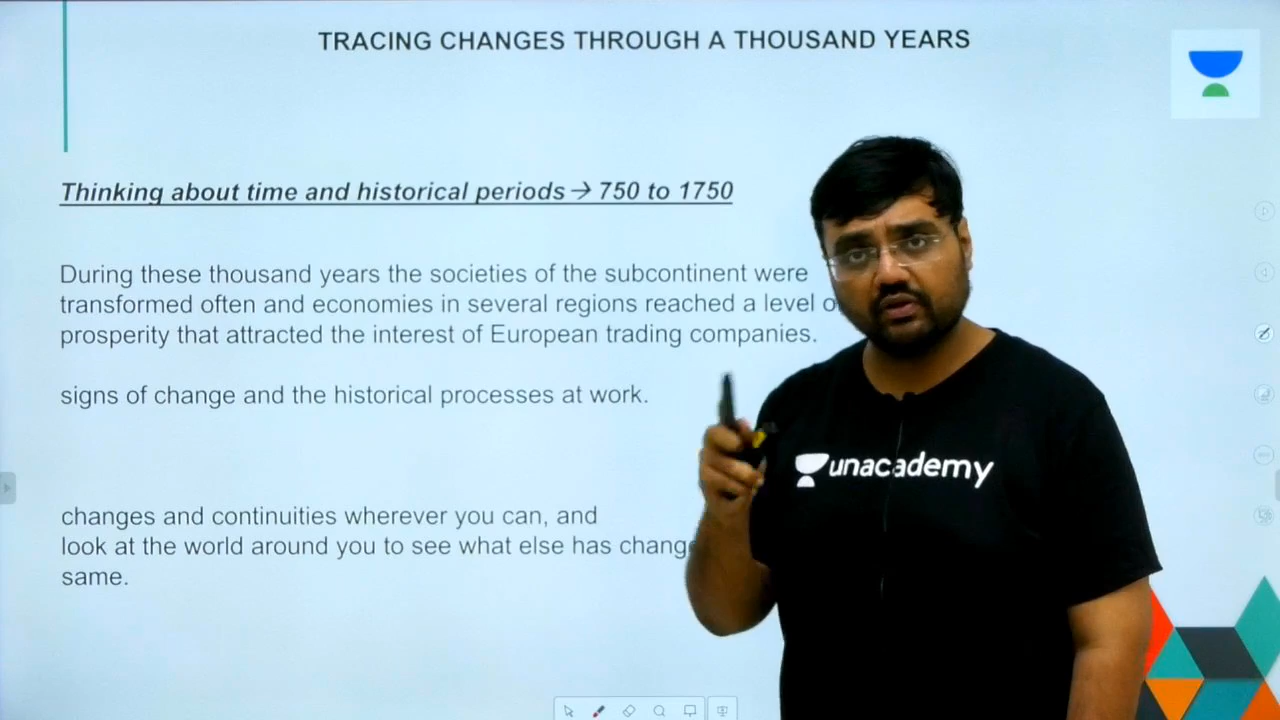 TRACING CHANGES THROUGH A THOUSAND YEARS
Thinking about time and historical periods → 750 to 1750
During these thousand years the societies of the subcontinent were
transformed often and economies in several regions reached a level
prosperity that attracted the interest of European trading companies.
signs of change and the historical processes at work.
changes and continuities wherever you can, and
look at the world around you to see what else has
same.
unacademy